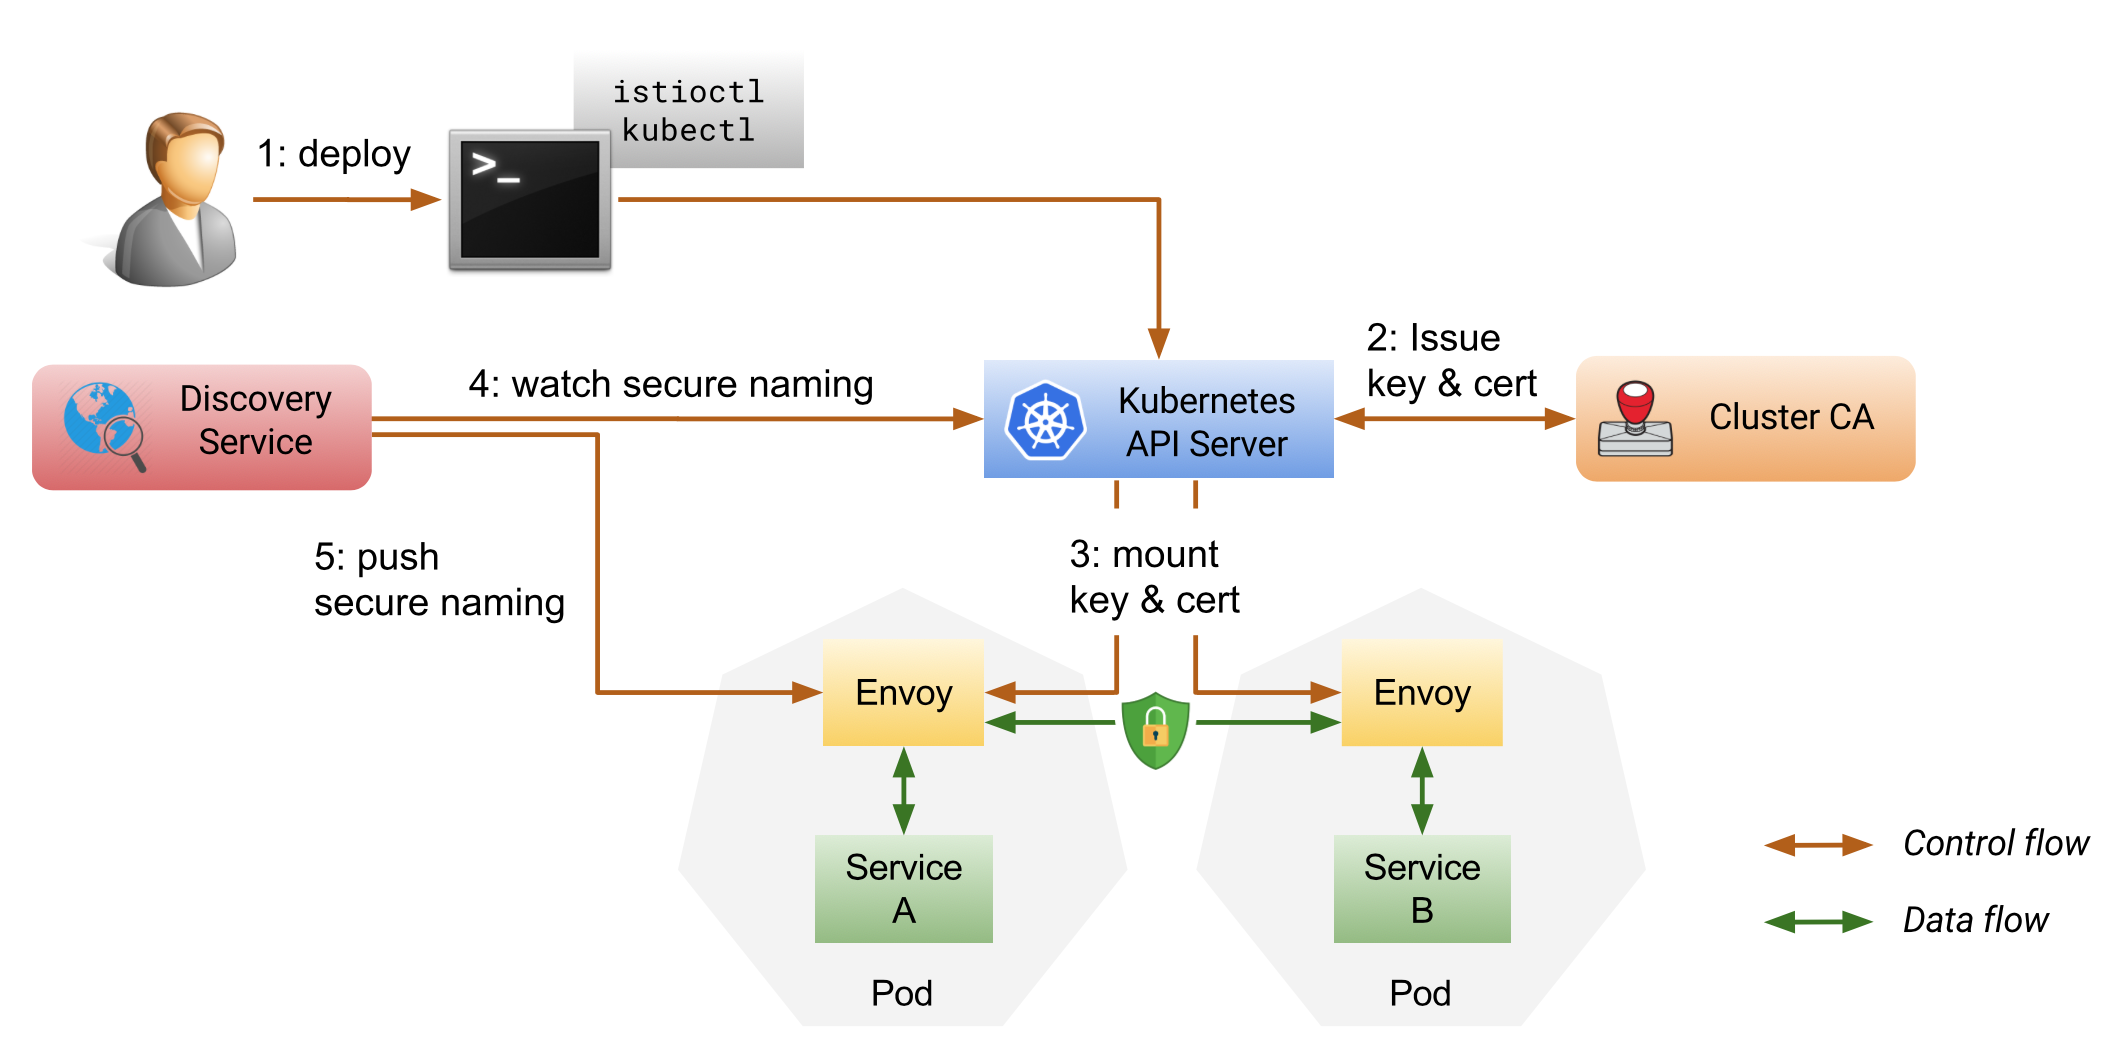 istioctl
kubectl
1: deploy
>_
2: Issue
key & cert
Discovery
Service
4: watch secure naming
Kubernetes
API Server
Cluster CA
5: push
secure naming
3: mount
key & cert
Envoy
Envoy
Service
A
Service
B
Pod
Pod
Control flow
Data flow